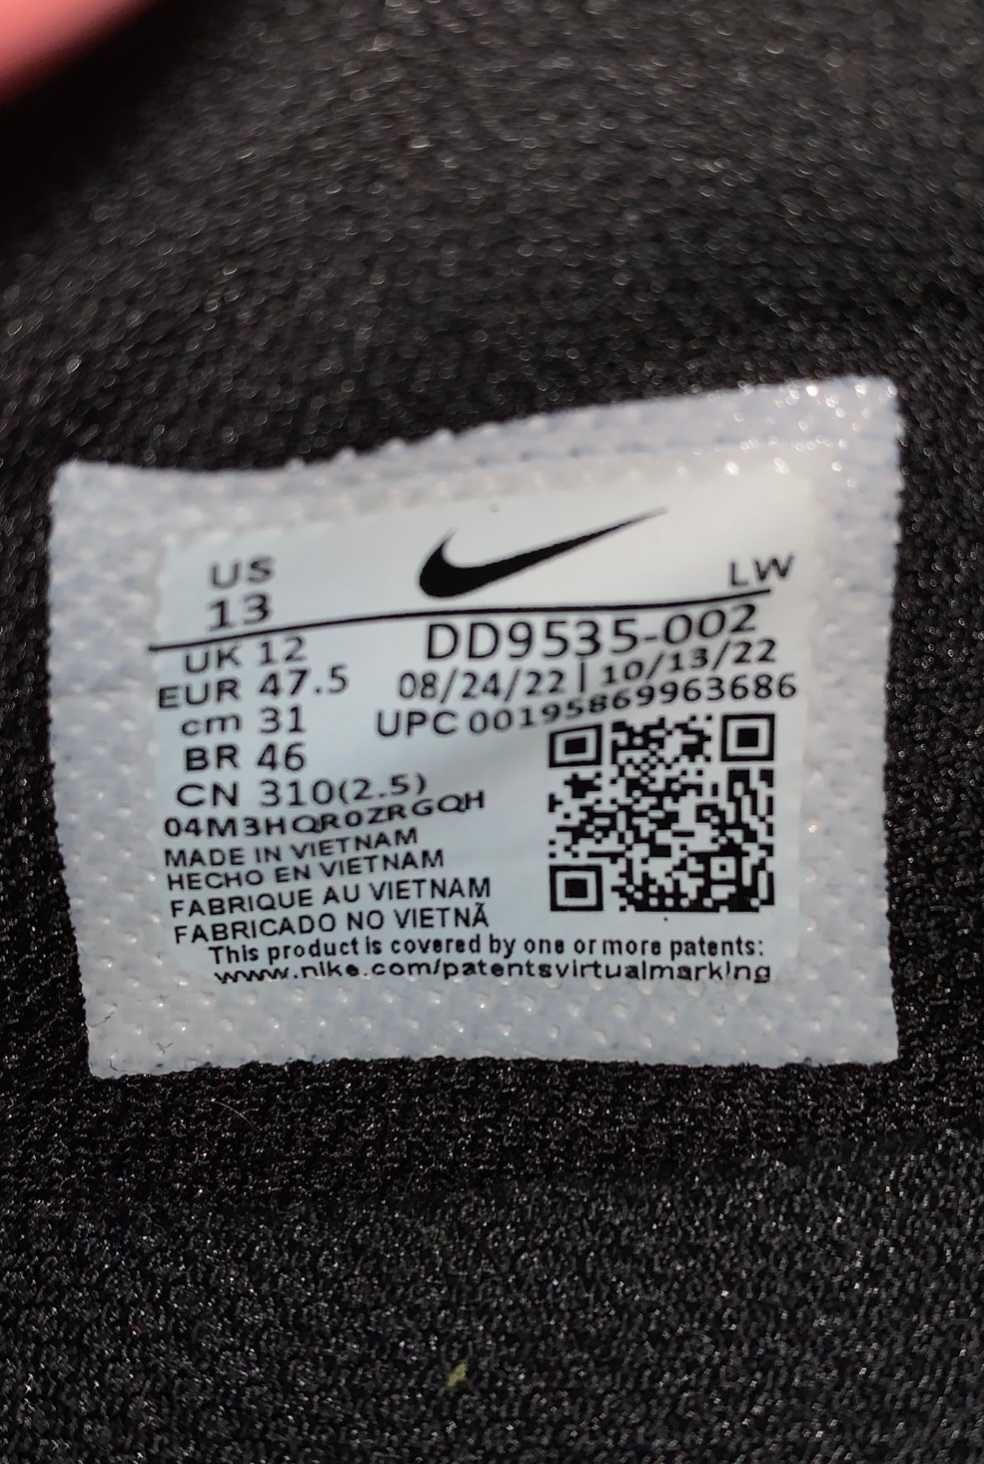 US
13
LW
UK 12
EUR 47.5
cm 31
BR 46
CN 310(2.5)
DD9535-002
08/24/22 | 10/13/22
UPC 00195869963686
04M3HQR0ZRGQH
MADE IN VIETNAM
HECHO EN VIETNAM
FABRIQUE AU VIETNAM
FABRICADO NO VIETNÃ
This product is covered by one or more patents:
www.nike.com/patentsvirtualmarking